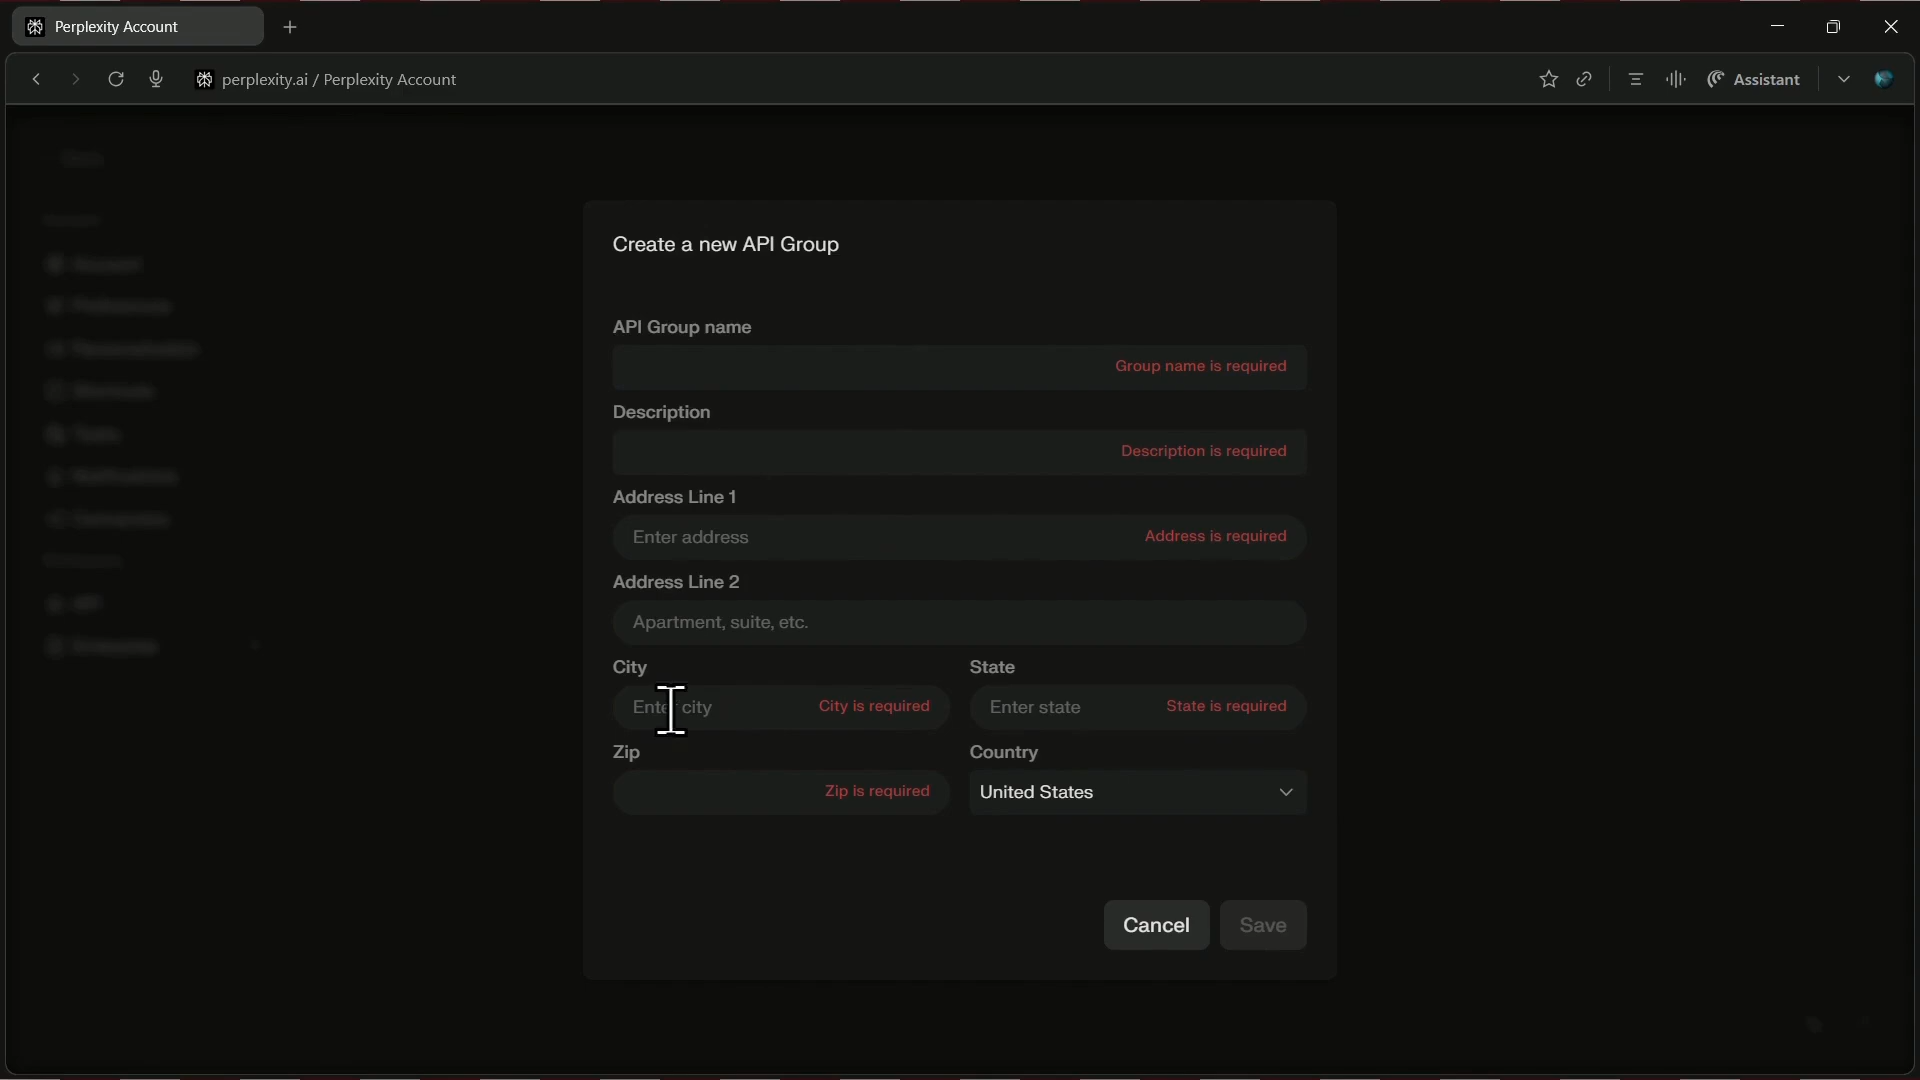 Perplexity Account
perplexity.ai / Perplexity Account
Assistant
Create a new API Group
API Group name
Group name is required
Description
Description is required
Address Line 1
Enter address
Address is required
Address Line 2
Apartment, suite, etc.
City
State
Enter city
City is required
Enter state
State is required
Zip
Country
Zip is required
United States
Cancel
Save